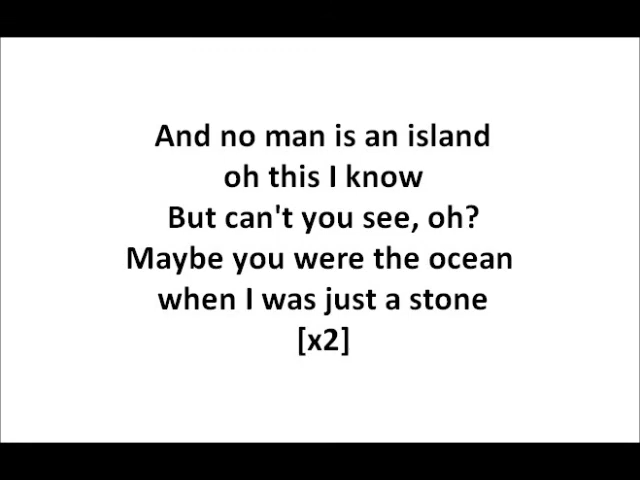 And no man is an island
oh this I know
But can't you see, oh?
Maybe you were the ocean
when I was just a stone
[x2]